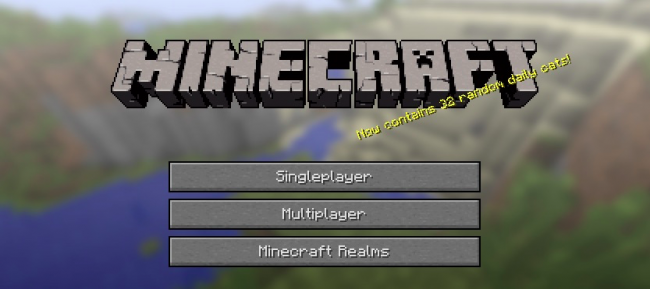 MINECRAFT
Now contains 32 random daily cats!
Singleplayer
Multiplayer
Minecraft Realms